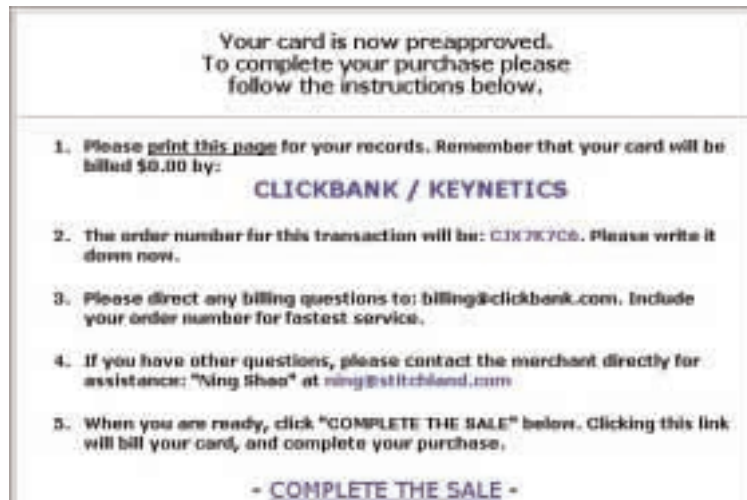 Your card is now preapproved.
To complete your purchase please
follow the instructions below.
1. Please print this page for your records. Remember that your card will be
billed $0.00 by:
CLICKBANK / KEYNETICS
2. The order number for this transaction will be: CJX7K7C6. Please write it
down now.
3. Please direct any billing questions to: billing@clickbank.com. Include
your order number for fastest service.
4. If you have other questions, please contact the merchant directly for
assistance: "Ning Shao" at ning@stitchland.com
5. When you are ready, click "COMPLETE THE SALE" below. Clicking this link
will bill your card, and complete your purchase.
- COMPLETE THE SALE -